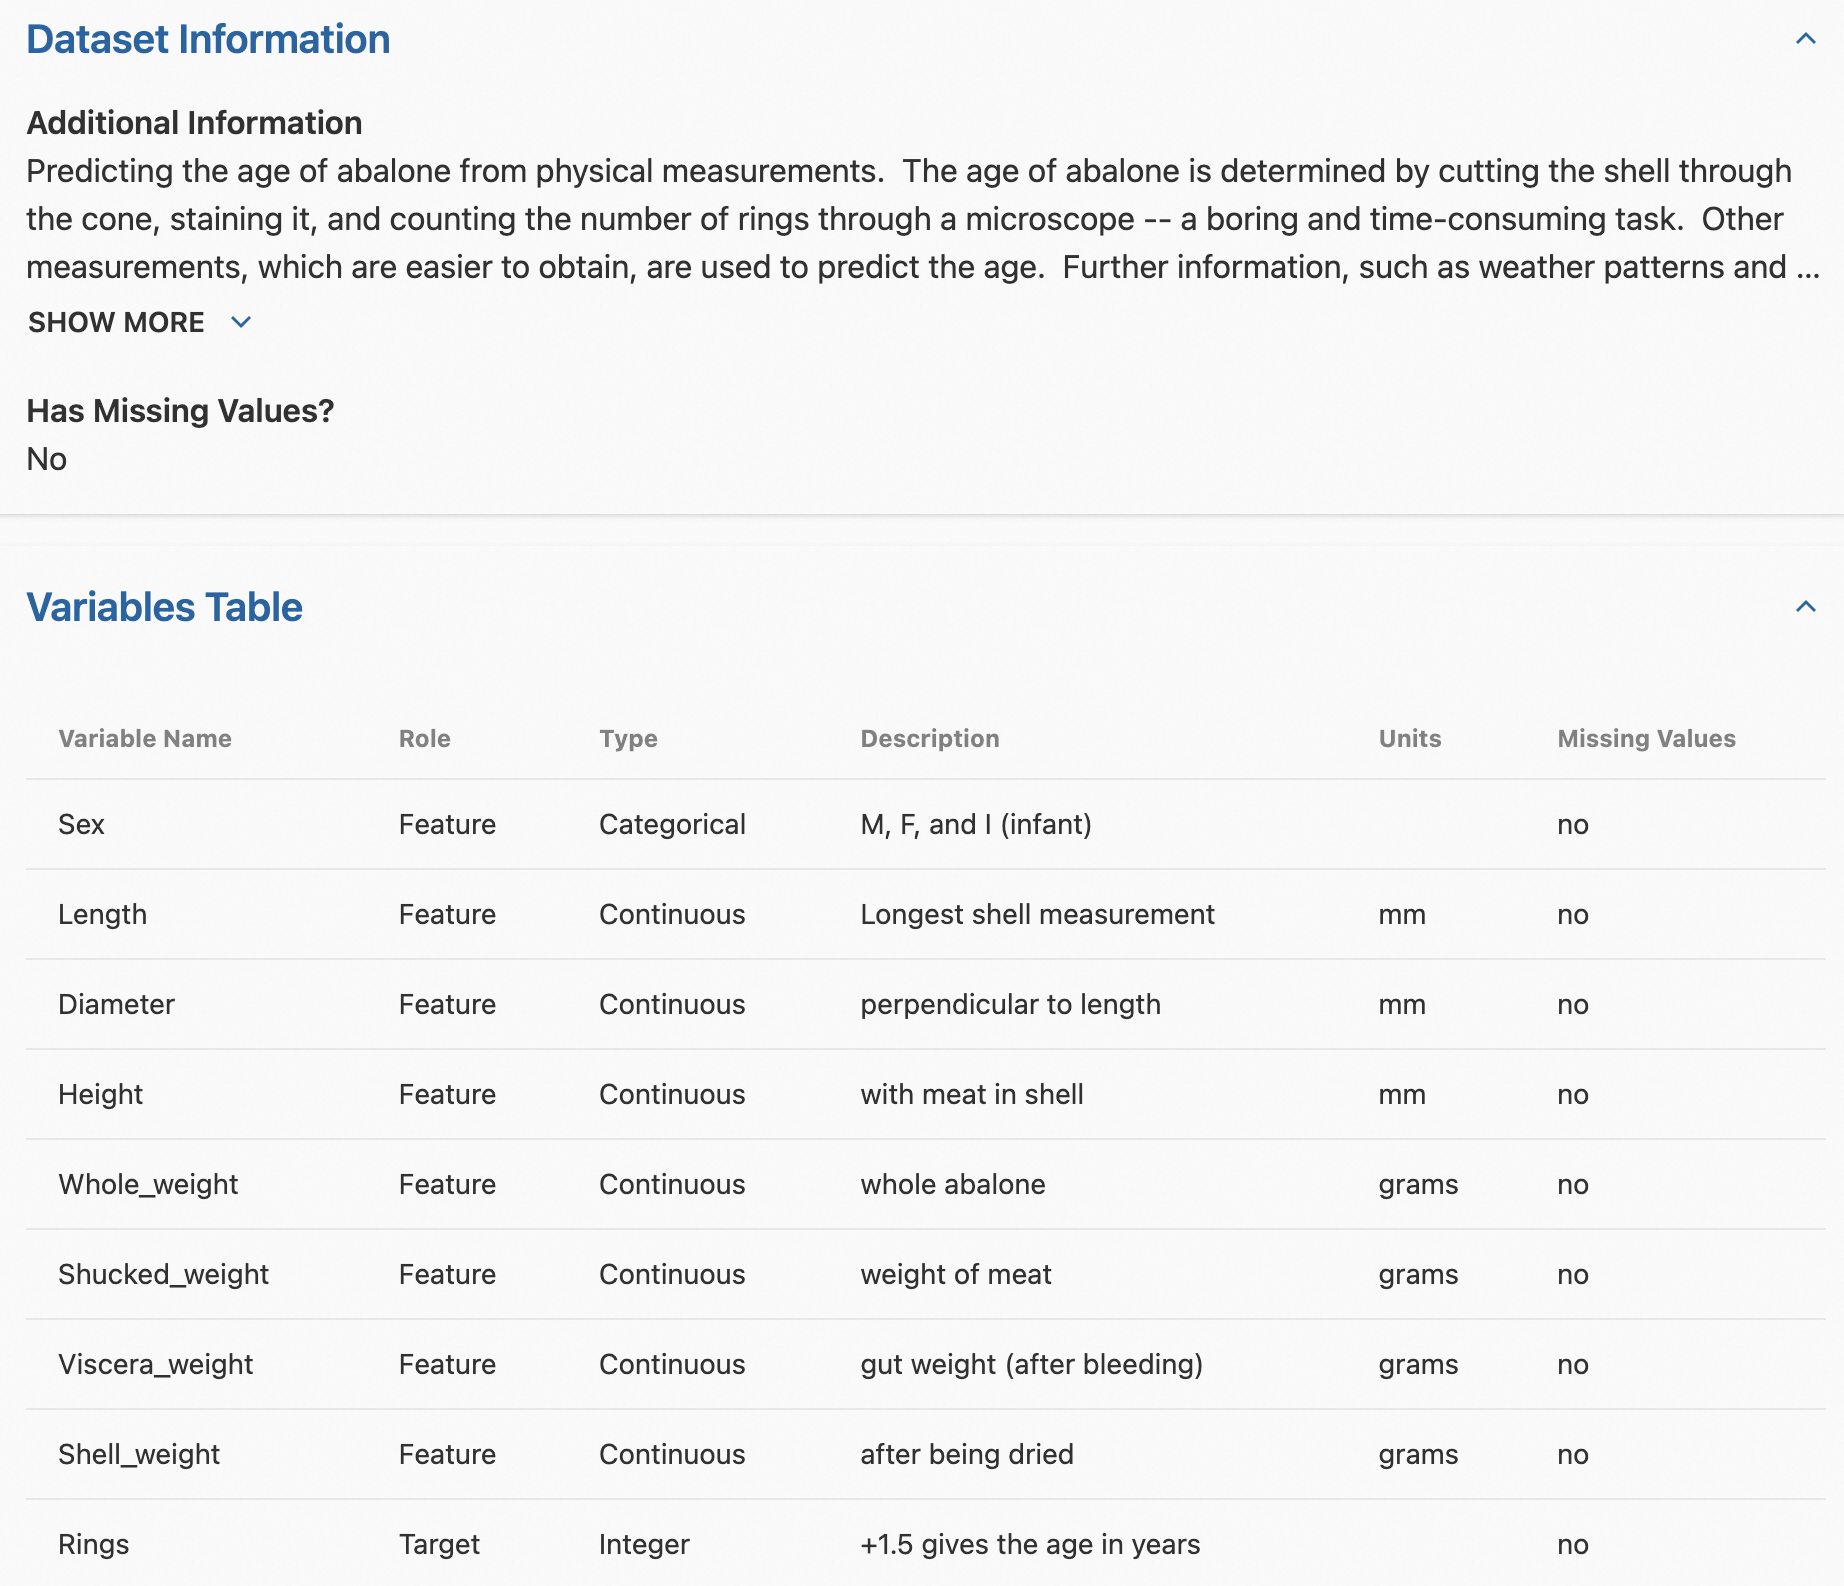 Dataset Information
Additional Information
Predicting the age of abalone from physical measurements.  The age of abalone is determined by cutting the shell through
the cone, staining it, and counting the number of rings through a microscope -- a boring and time-consuming task.  Other
measurements, which are easier to obtain, are used to predict the age.  Further information, such as weather patterns and ...
SHOW MORE
Has Missing Values?
No
Variables Table
Variable Name Role Type Description Units Missing Values
Sex Feature Categorical M, F, and I (infant) no
Length Feature Continuous Longest shell measurement mm no
Diameter Feature Continuous perpendicular to length mm no
Height Feature Continuous with meat in shell mm no
Whole_weight Feature Continuous whole abalone grams no
Shucked_weight Feature Continuous weight of meat grams no
Viscera_weight Feature Continuous gut weight (after bleeding) grams no
Shell_weight Feature Continuous after being dried grams no
Rings Target Integer +1.5 gives the age in years no